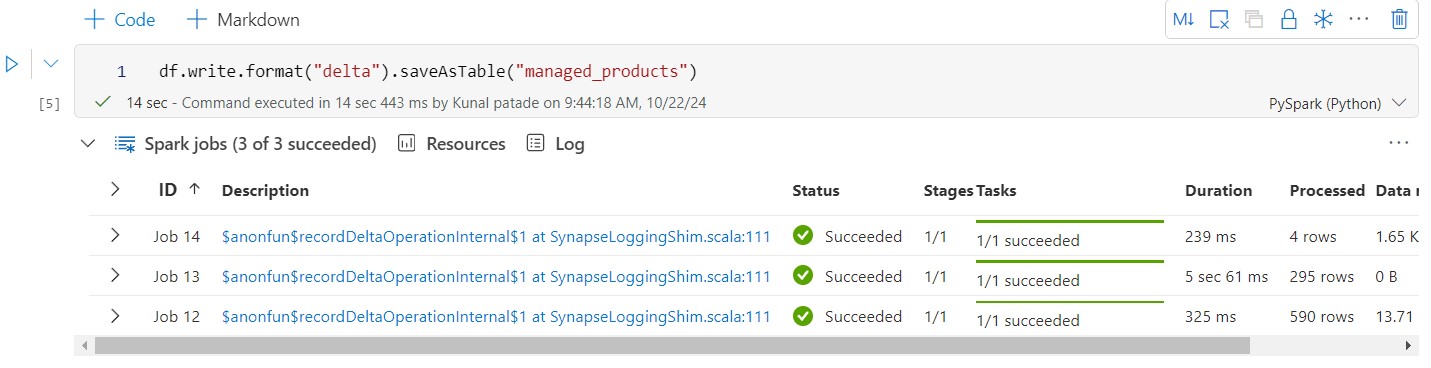 + Code + Markdown M↓ ...
1 df.write.format("delta").saveAsTable("managed_products")
[5] 14 sec - Command executed in 14 sec 443 ms by Kunal patade on 9:44:18 AM, 10/22/24 PySpark (Python)
Spark jobs (3 of 3 succeeded) Resources Log ...
ID ↑ Description Status Stages Tasks Duration Processed Data r
Job 14 $anonfun$recordDeltaOperationInternal$1 at SynapseLoggingShim.scala:111 Succeeded 1/1 1/1 succeeded 239 ms 4 rows 1.65 K
Job 13 $anonfun$recordDeltaOperationInternal$1 at SynapseLoggingShim.scala:111 Succeeded 1/1 1/1 succeeded 5 sec 61 ms 295 rows 0 B
Job 12 $anonfun$recordDeltaOperationInternal$1 at SynapseLoggingShim.scala:111 Succeeded 1/1 1/1 succeeded 325 ms 590 rows 13.71